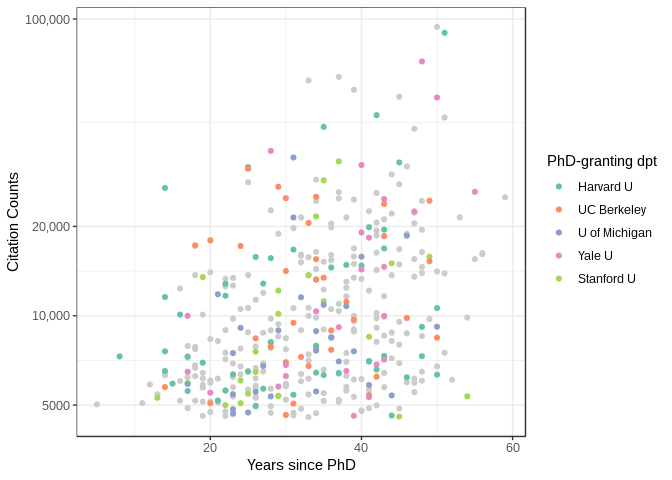 100,000
20,000
10,000
5000
Citation Counts
20
40
60
Years since PhD
PhD-granting dpt
Harvard U
UC Berkeley
U of Michigan
Yale U
Stanford U